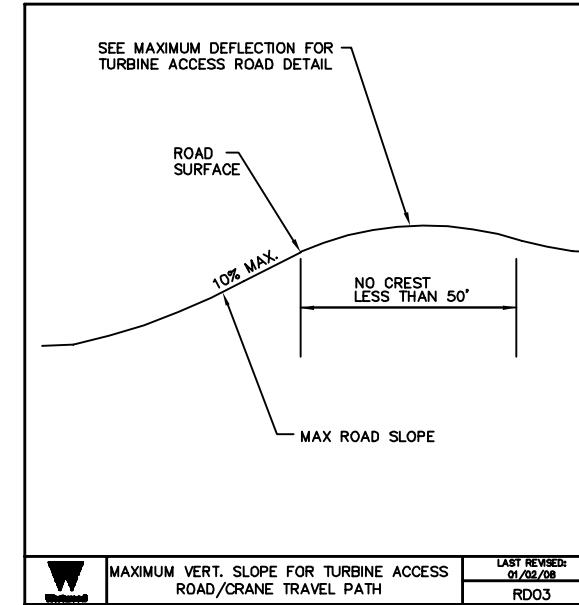 SEE MAXIMUM DEFLECTION FOR
TURBINE ACCESS ROAD DETAIL
ROAD
SURFACE
10% MAX.
NO CREST
LESS THAN 50'
MAX ROAD SLOPE
MAXIMUM VERT. SLOPE FOR TURBINE ACCESS
ROAD/CRANE TRAVEL PATH
LAST REVISED:
01/02/08
RD03